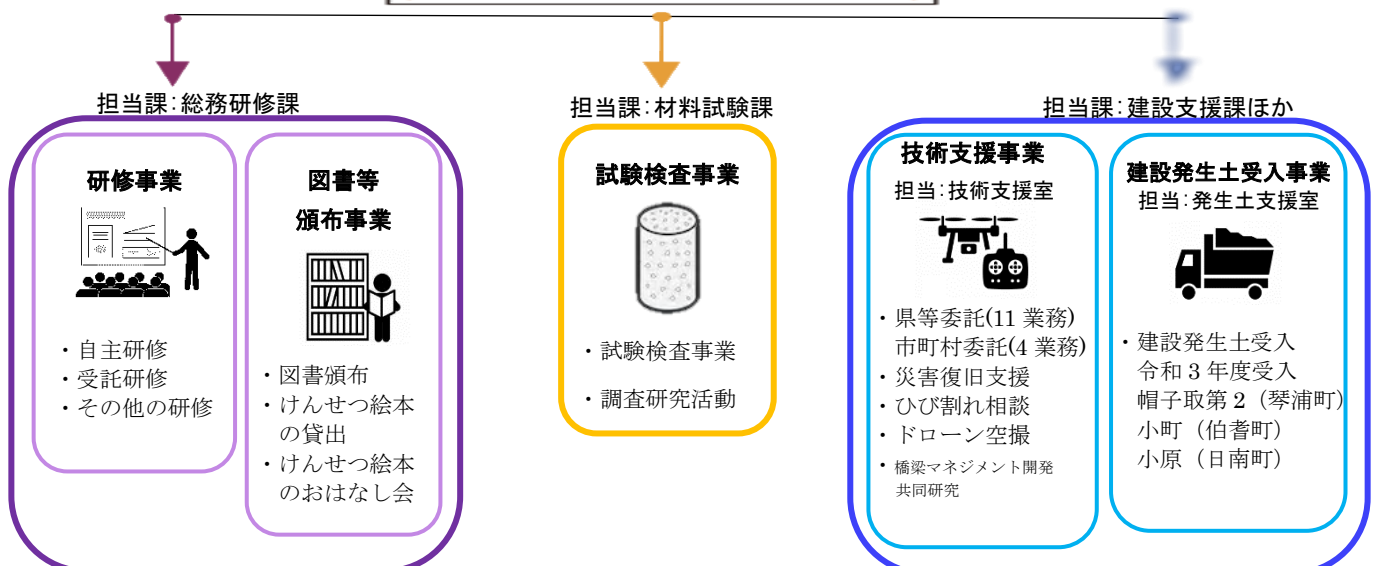 担当課:総務研修課
研修事業
・自主研修
・受託研修
・その他の研修
図書等
頒布事業
・図書頒布
・けんせつ絵本
の貸出
・けんせつ絵本
のおはなし会
担当課:材料試験課
試験検査事業
・試験検査事業
・調査研究活動
担当課:建設支援課ほか
技術支援事業
担当:技術支援室
・県等委託(11 業務)
市町村委託(4 業務)
・災害復旧支援
・ひび割れ相談
・ドローン空撮
・橋梁マネジメント開発
共同研究
建設発生土受入事業
担当:発生土支援室
・建設発生土受入
令和 3 年度受入
帽子取第 2（琴浦町)
小町（伯耆町）
小原（日南町）